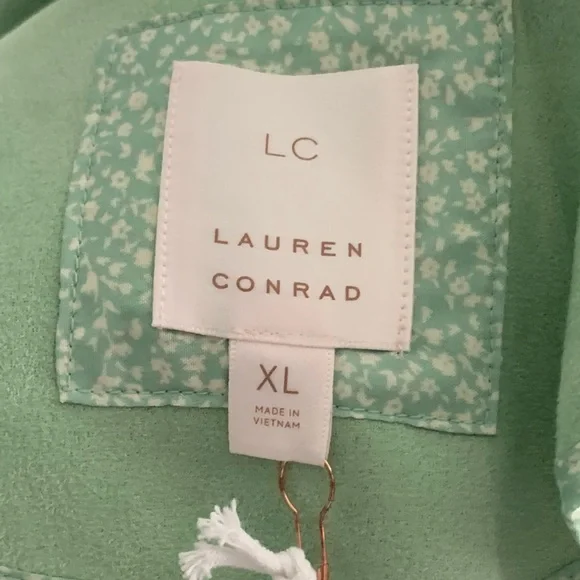 LC
LAUREN
CONRAD
XL
MADE IN
VIETNAM